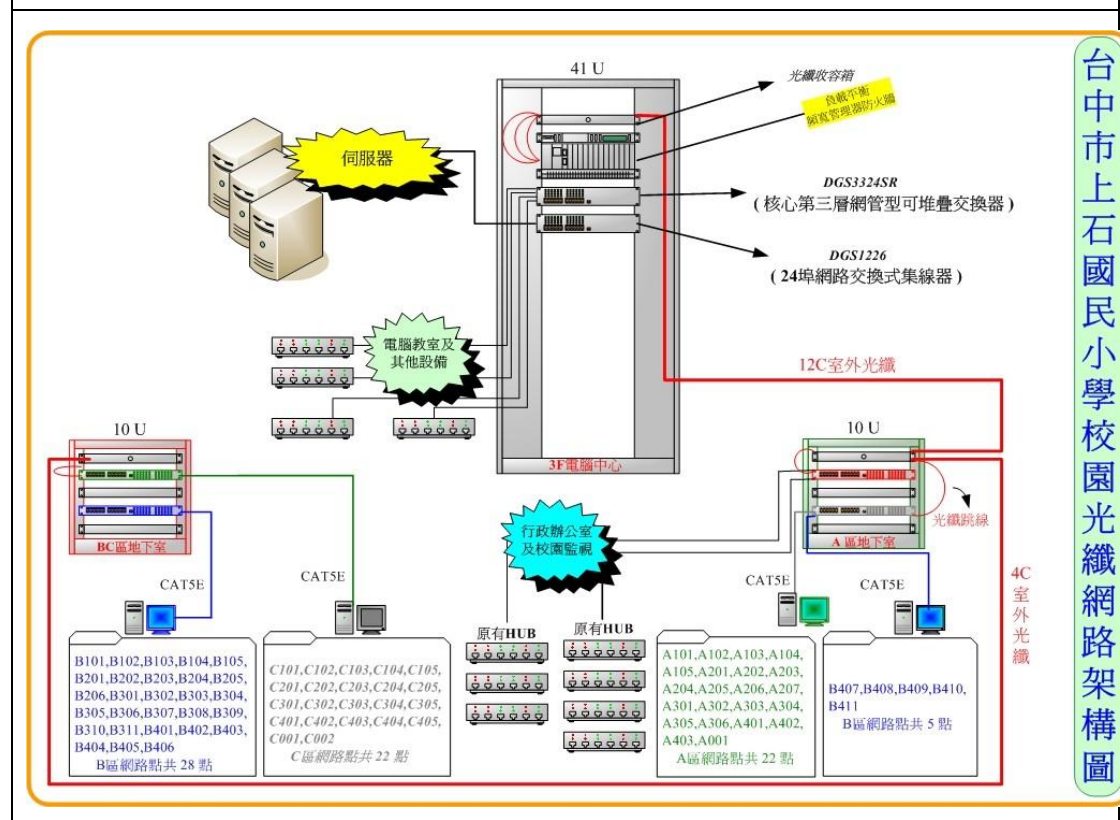 台中市上石國民小學校園光纖網路架構圖
41 U
光纖收容箱
負載平衡
頻寬管理器防火牆
伺服器
DGS3324SR
( 核心第三層網管型可堆疊交換器 )
DGS1226
( 24埠網路交換式集線器 )
電腦教室及
其他設備
12C室外光纖
3F電腦中心
10 U
BC區地下室
10 U
A 區地下室
光纖跳線
行政辦公室
及校園監視
4C
室
外
光
纖
CAT5E
CAT5E
CAT5E
CAT5E
原有HUB
原有HUB
B101,B102,B103,B104,B105,
B201,B202,B203,B204,B205,
B206,B301,B302,B303,B304,
B305,B306,B307,B308,B309,
B310,B311,B401,B402,B403,
B404,B405,B406
B區網路點共 28 點
C101,C102,C103,C104,C105,
C201,C202,C203,C204,C205,
C301,C302,C303,C304,C305,
C401,C402,C403,C404,C405,
C001,C002
C區網路點共 22 點
A101,A102,A103,A104,
A105,A201,A202,A203,
A204,A205,A206,A207,
A301,A302,A303,A304,
A305,A306,A401,A402,
A403,A001
A區網路點共 22 點
B407,B408,B409,B410,
B411
B區網路點共 5 點